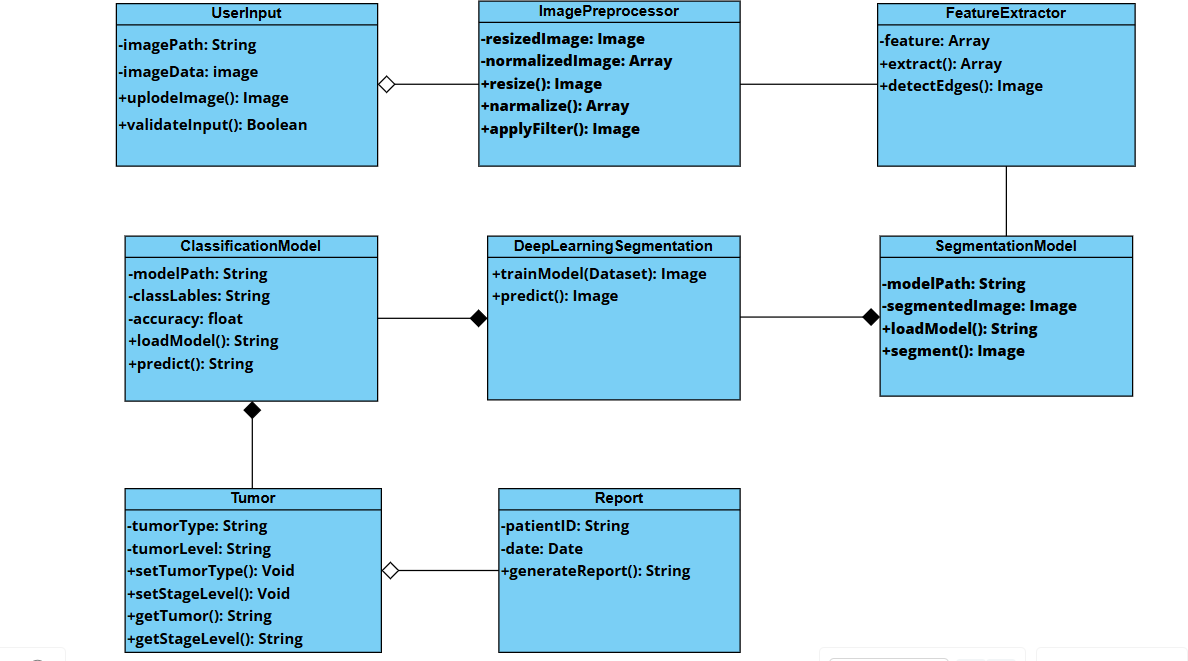 UserInput
-imagePath: String
-imageData: image
+uplodeImage(): Image
+validateInput(): Boolean
ImagePreprocessor
-resizedImage: Image
-normalizedImage: Array
+resize(): Image
+narmalize(): Array
+applyFilter(): Image
FeatureExtractor
-feature: Array
+extract(): Array
+detectEdges(): Image
ClassificationModel
-modelPath: String
-classLables: String
-accuracy: float
+loadModel(): String
+predict(): String
DeepLearningSegmentation
+trainModel(Dataset): Image
+predict(): Image
SegmentationModel
-modelPath: String
-segmentedImage: Image
+loadModel(): String
+segment(): Image
Tumor
-tumorType: String
-tumorLevel: String
+setTumorType(): Void
+setStageLevel(): Void
+getTumor(): String
+getStageLevel(): String
Report
-patientID: String
-date: Date
+generateReport(): String